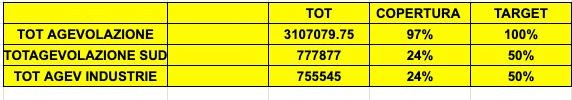 TOT COPERTURA TARGET
TOT AGEVOLAZIONE 3107079.75 97% 100%
TOTAGEVOLAZIONE SUD 777877 24% 50%
TOT AGEV INDUSTRIE 755545 24% 50%